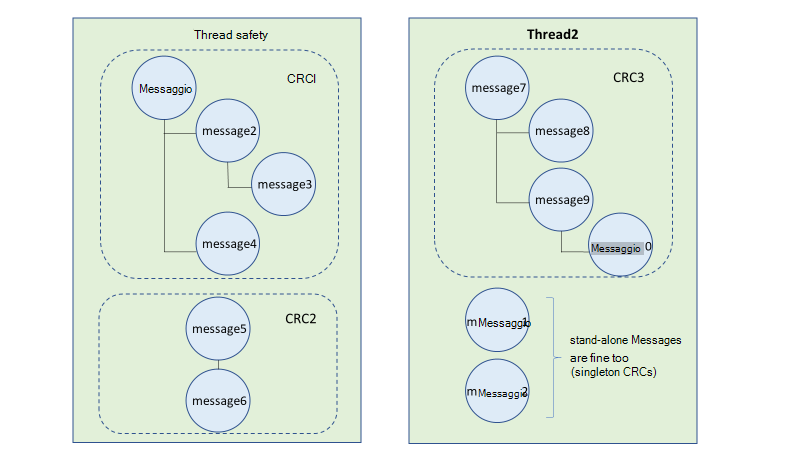 Thread safety
CRCI
Messaggio
message2
message3
message4
CRC2
message5
message6
Thread2
CRC3
message7
message8
message9
Messaggio 0
mMessaggio1
mMessaggio2
stand-alone Messages
are fine too
(singleton CRCs)